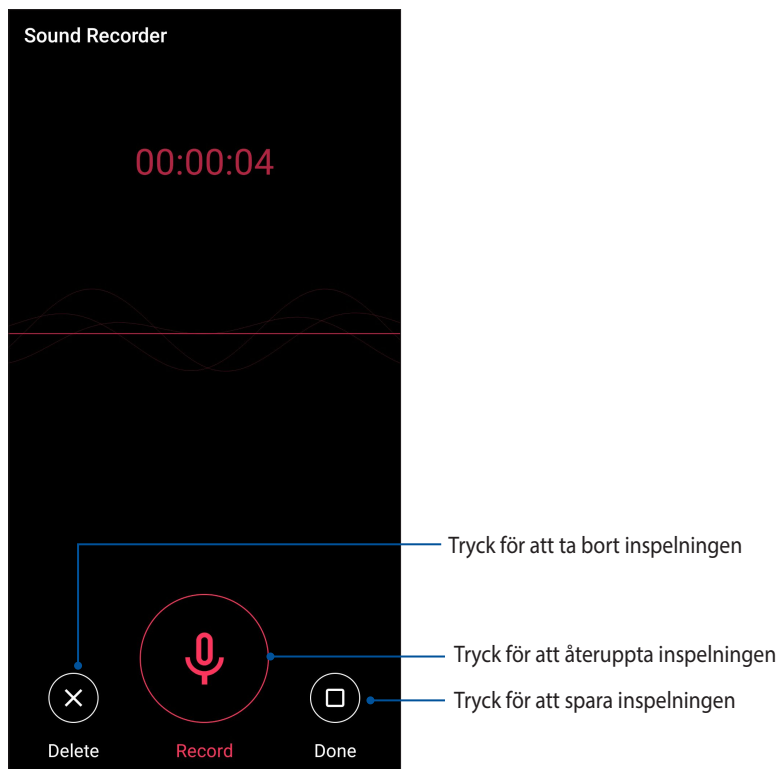 Sound Recorder
00:00:04
Tryck för att ta bort inspelningen
Tryck för att återuppta inspelningen
Tryck för att spara inspelningen
Delete
Record
Done